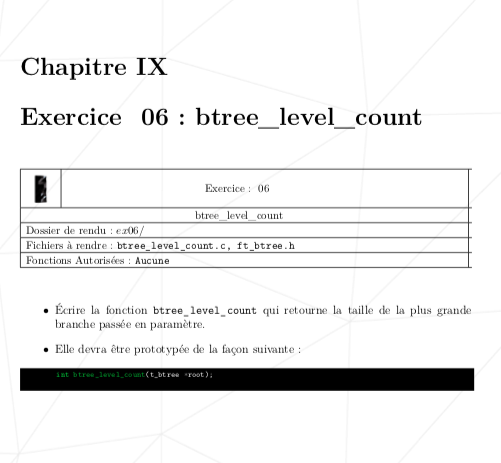 Chapitre IX
Exercice 06 : btree_level_count
Exercice : 06
btree_level_count
Dossier de rendu : ex06/
Fichiers à rendre : btree_level_count.c, ft_btree.h
Fonctions Autorisées : Aucune
• Écrire la fonction btree_level_count qui retourne la taille de la plus grande
branche passée en paramètre.
• Elle devra être prototypée de la façon suivante :
int btree_level_count(t_btree *root);